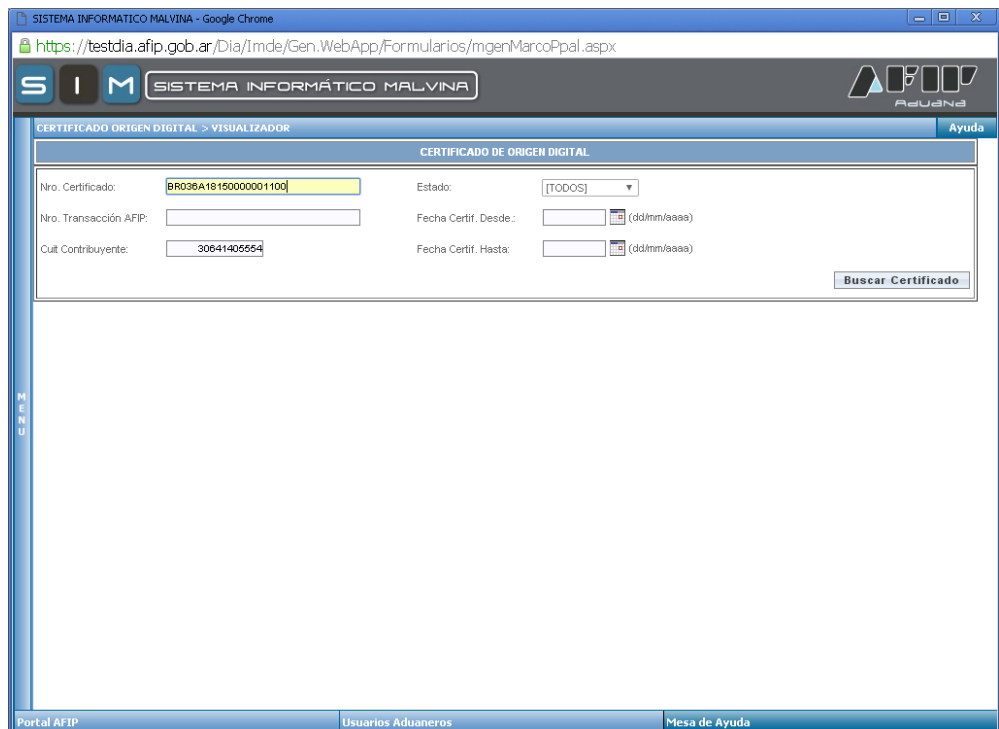 SISTEMA INFORMATICO MALVINA - Google Chrome
https://testdia.afip.gob.ar/Dia/Imde/Gen.WebApp/Formularios/mgenMarcoPpal.aspx
SIM SISTEMA INFORMÁTICO MALVINA AFIP
Aduana
CERTIFICADO ORIGEN DIGITAL > VISUALIZADOR Ayuda
CERTIFICADO DE ORIGEN DIGITAL
Nro. Certificado: BR036A18150000001100 Estado: [TODOS]
Nro. Transacción AFIP: Fecha Certif. Desde.: (dd/mm/aaaa)
Cuit Contribuyente: 30641405554 Fecha Certif. Hasta: (dd/mm/aaaa)
Buscar Certificado
MENU
Portal AFIP Usuarios Aduaneros Mesa de Ayuda